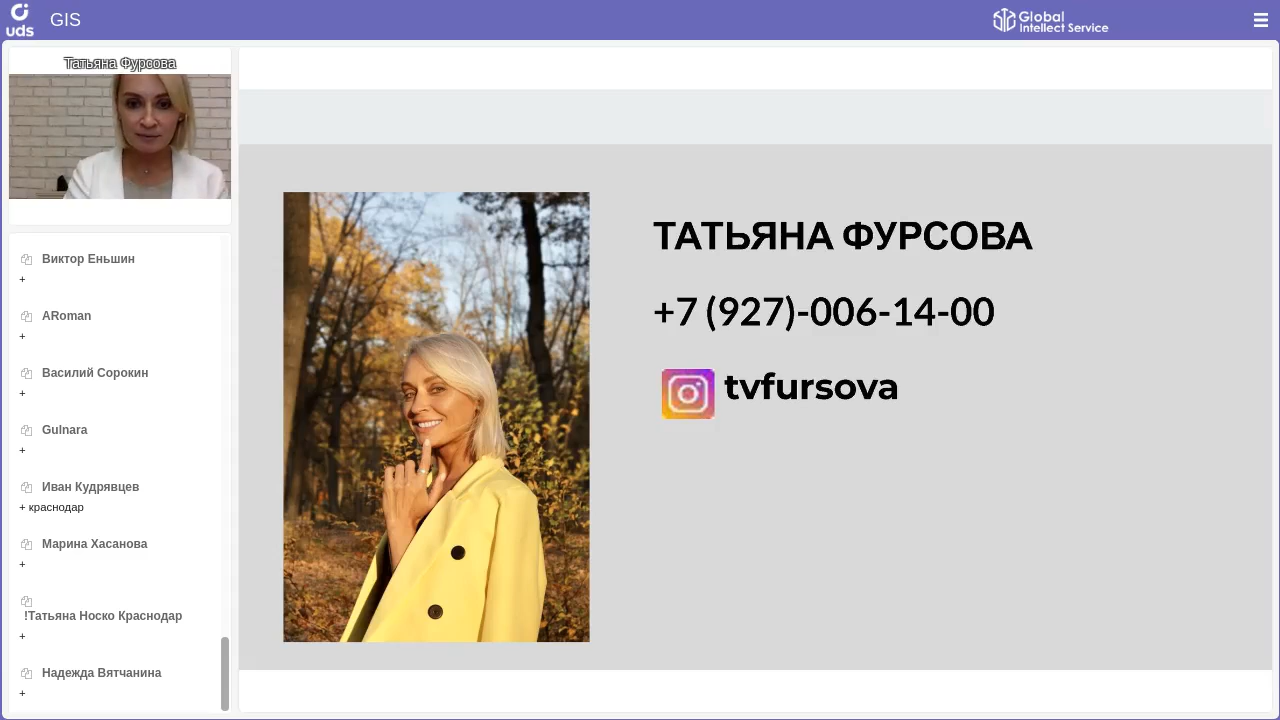 uds
GIS
Global
Intellect Service
Татьяна Фурсова
Виктор Еньшин
+
ARoman
+
Василий Сорокин
+
Gulnara
+
Иван Кудрявцев
+ краснодар
Марина Хасанова
+
!Татьяна Носко Краснодар
+
Надежда Вятчанина
+
ТАТЬЯНА ФУРСОВА
+7 (927)-006-14-00
tvfursova